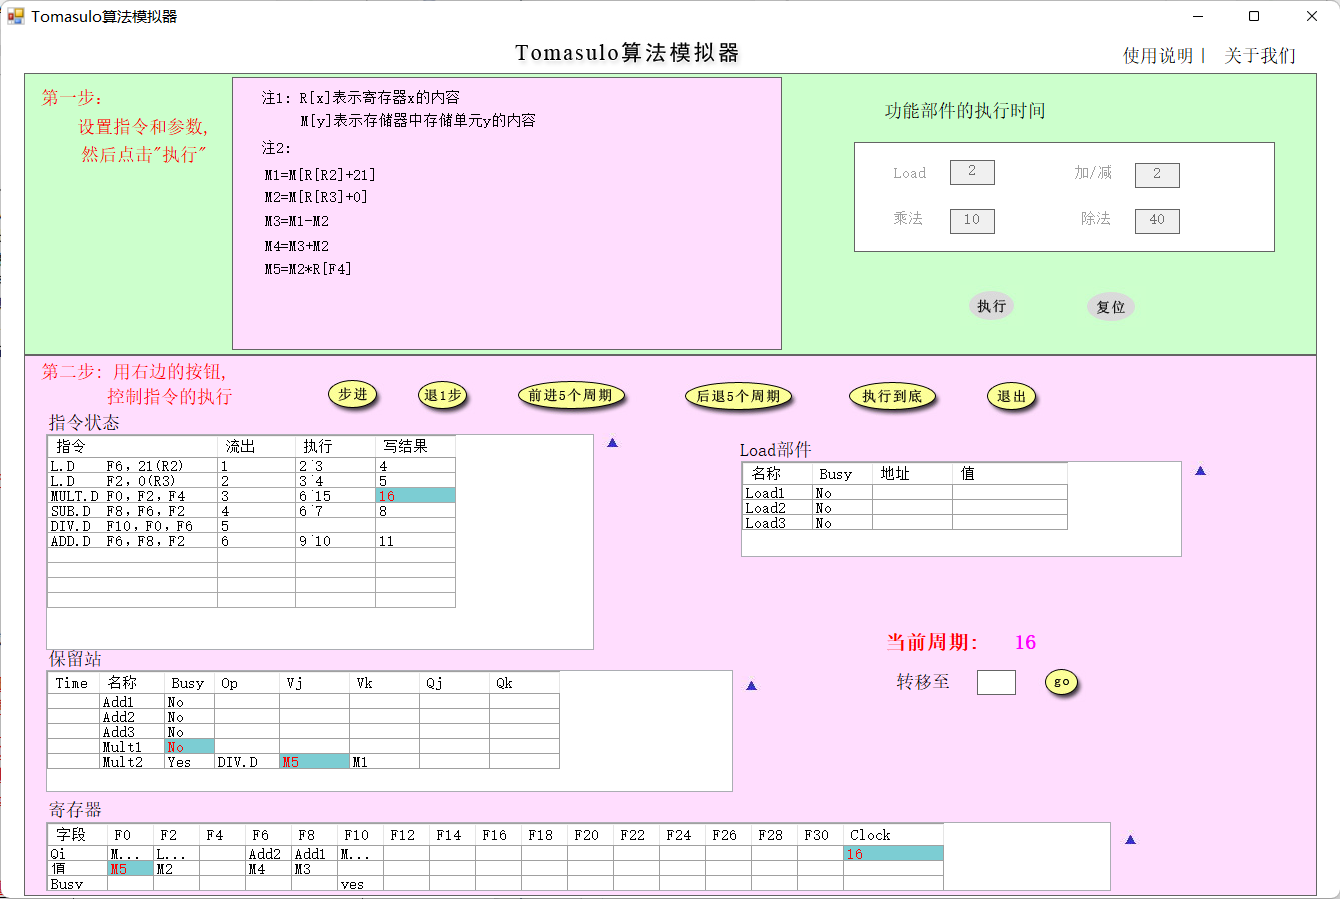 Tomasulo算法模拟器
Tomasulo算法模拟器
使用说明 | 关于我们
第一步:
设置指令和参数,
然后点击"执行"
注1: R[x]表示寄存器x的内容
M[y]表示存储器中存储单元y的内容
注2:
M1=M[R[R2]+21]
M2=M[R[R3]+0]
M3=M1-M2
M4=M3+M2
M5=M2*R[F4]
功能部件的执行时间
Load 2 加/减 2
乘法 10 除法 40
执行 复位
第二步: 用右边的按钮,
控制指令的执行
步进 退1步 前进5个周期 后退5个周期 执行到底 退出
指令状态
指令 流出 执行 写结果
L.D F6, 21(R2) 1 2~3 4
L.D F2, 0(R3) 2 3~4 5
MULT.D F0, F2, F4 3 6~15 16
SUB.D F8, F6, F2 4 6~7 8
DIV.D F10, F0, F6 5
ADD.D F6, F8, F2 6 9~10 11
Load部件
名称 Busy 地址 值
Load1 No
Load2 No
Load3 No
当前周期: 16
转移至 go
保留站
Time 名称 Busy Op Vj Vk Qj Qk
Add1 No
Add2 No
Add3 No
Mult1 No
Mult2 Yes DIV.D M5 M1
寄存器
字段 F0 F2 F4 F6 F8 F10 F12 F14 F16 F18 F20 F22 F24 F26 F28 F30 Clock
Qi M... L... Add2 Add1 M... 16
值 M5 M2 M4 M3
Busy yes